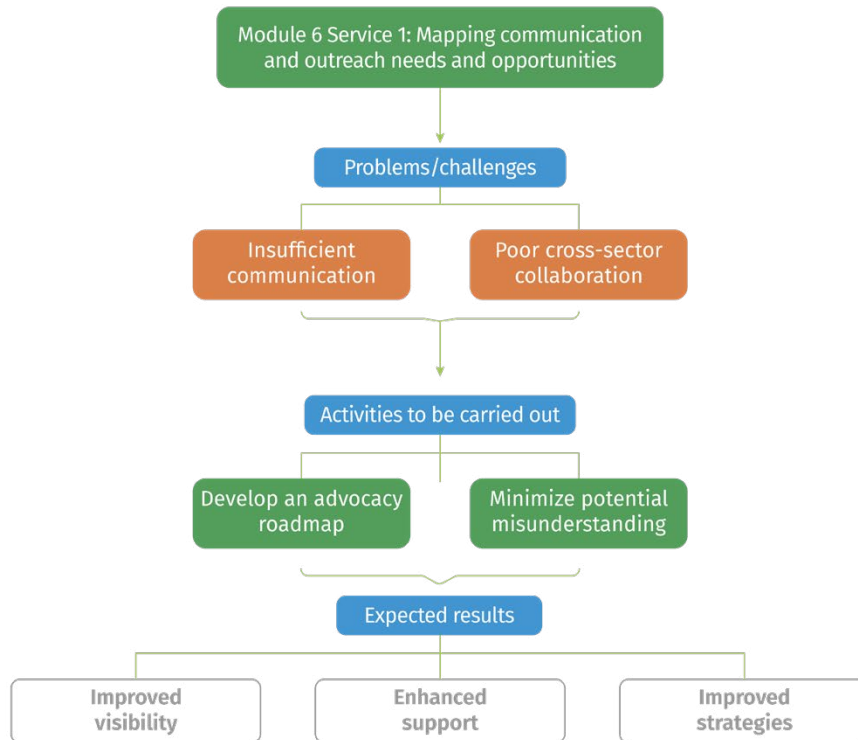 Module 6 Service 1: Mapping communication
and outreach needs and opportunities
Problems/challenges
Insufficient
communication
Poor cross-sector
collaboration
Activities to be carried out
Develop an advocacy
roadmap
Minimize potential
misunderstanding
Expected results
Improved
visibility
Enhanced
support
Improved
strategies